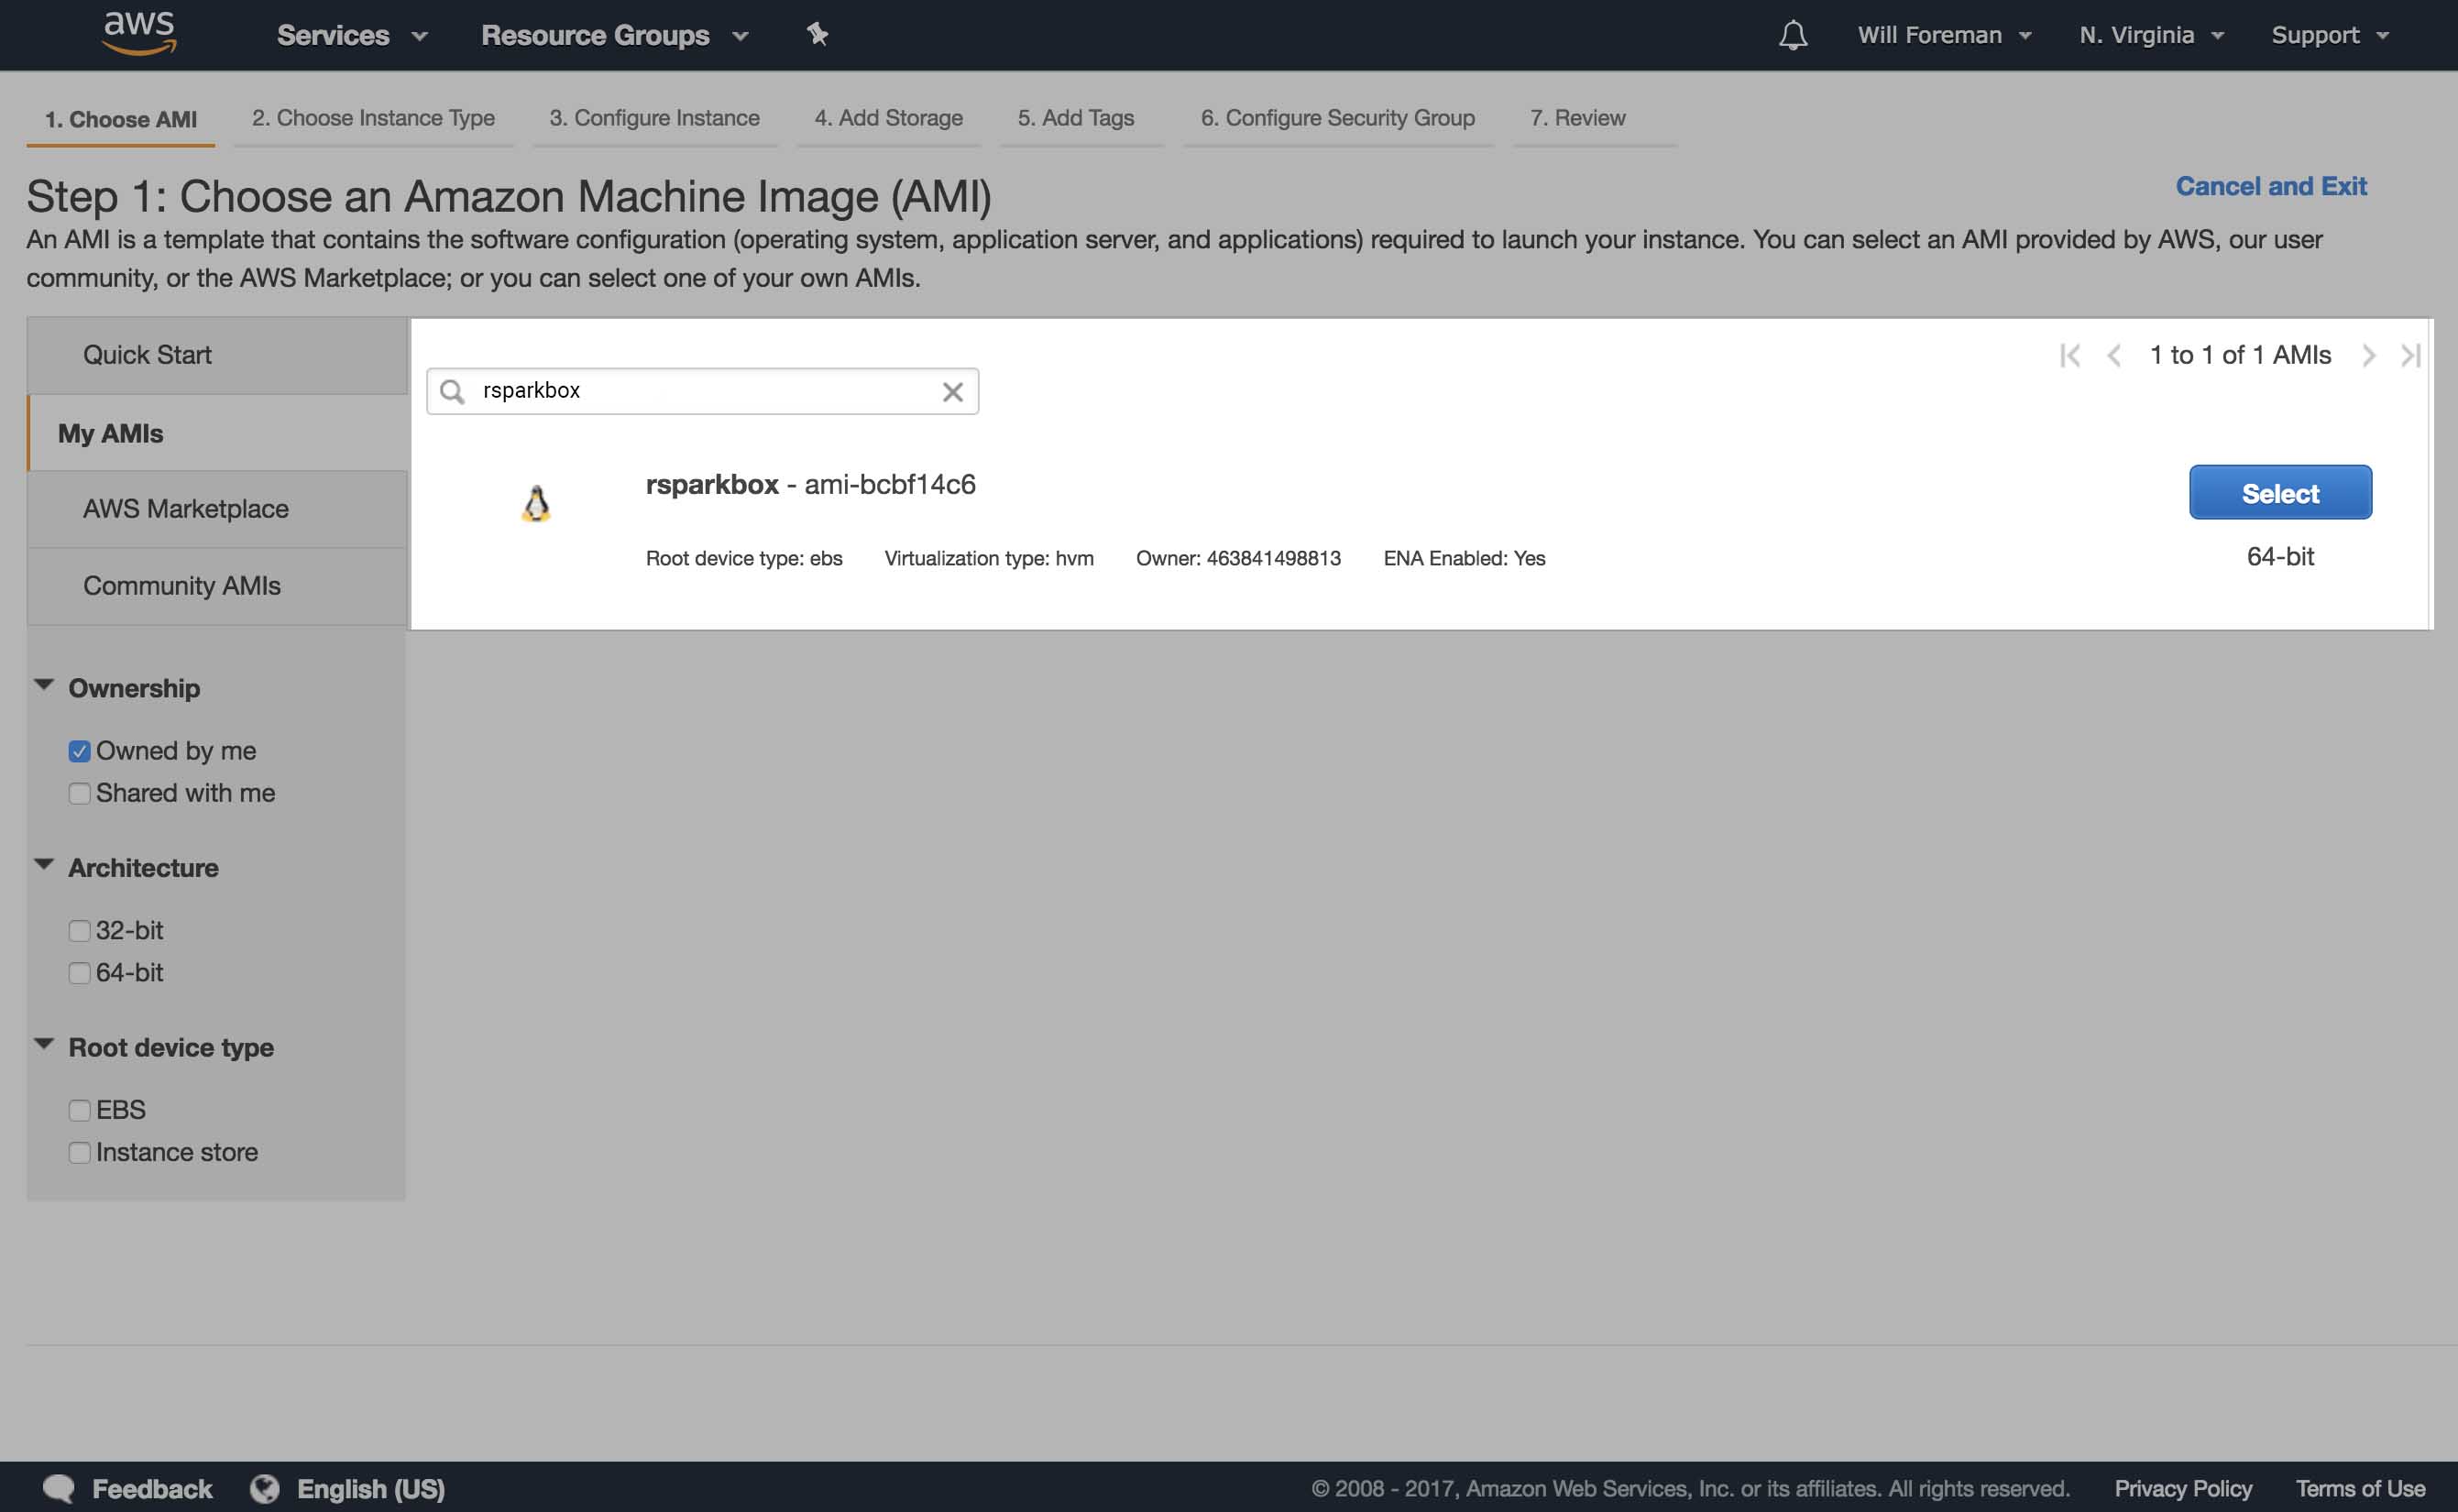 aws
Services
Resource Groups
Will Foreman
N. Virginia
Support
1. Choose AMI
2. Choose Instance Type
3. Configure Instance
4. Add Storage
5. Add Tags
6. Configure Security Group
7. Review
Step 1: Choose an Amazon Machine Image (AMI)
Cancel and Exit
An AMI is a template that contains the software configuration (operating system, application server, and applications) required to launch your instance. You can select an AMI provided by AWS, our user
community, or the AWS Marketplace; or you can select one of your own AMIs.
Quick Start
My AMIs
AWS Marketplace
Community AMIs
1 to 1 of 1 AMIs
rsparkbox
rsparkbox - ami-bcbf14c6
Select
Root device type: ebs
Virtualization type: hvm
Owner: 463841498813
ENA Enabled: Yes
64-bit
Ownership
Owned by me
Shared with me
Architecture
32-bit
64-bit
Root device type
EBS
Instance store
Feedback
English (US)
© 2008 - 2017, Amazon Web Services, Inc. or its affiliates. All rights reserved.
Privacy Policy
Terms of Use